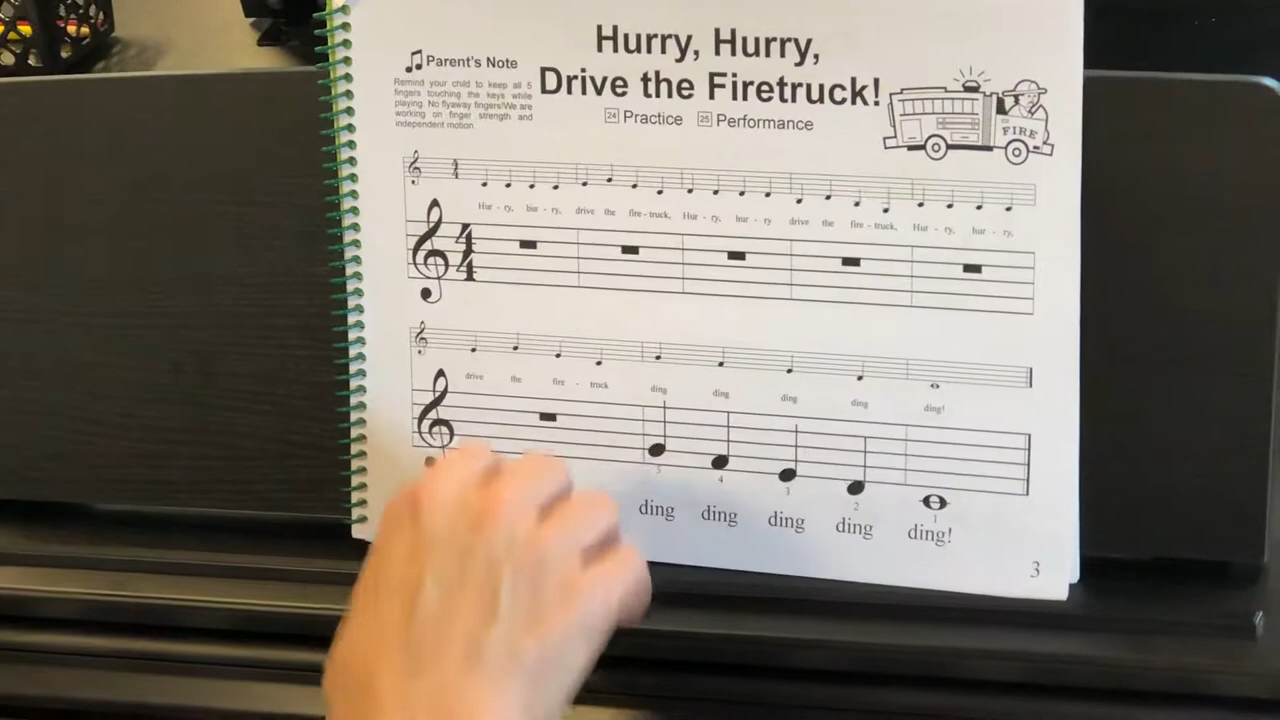 Hurry, Hurry,
Drive the Firetruck!
Parent's Note
Remind your child to keep all 5
fingers touching the keys while
playing. No flyaway fingers!We are
working on finger strength and
independent motion.
24 Practice 25 Performance
FIRE
4
4
Hur - ry, hur - ry, drive the fire - truck, Hur - ry, hur - ry drive the fire - truck, Hur - ry, hur - ry,
4
4
drive the fire - truck ding ding ding ding ding!
5 4 3 2 1
ding ding ding ding ding!
3